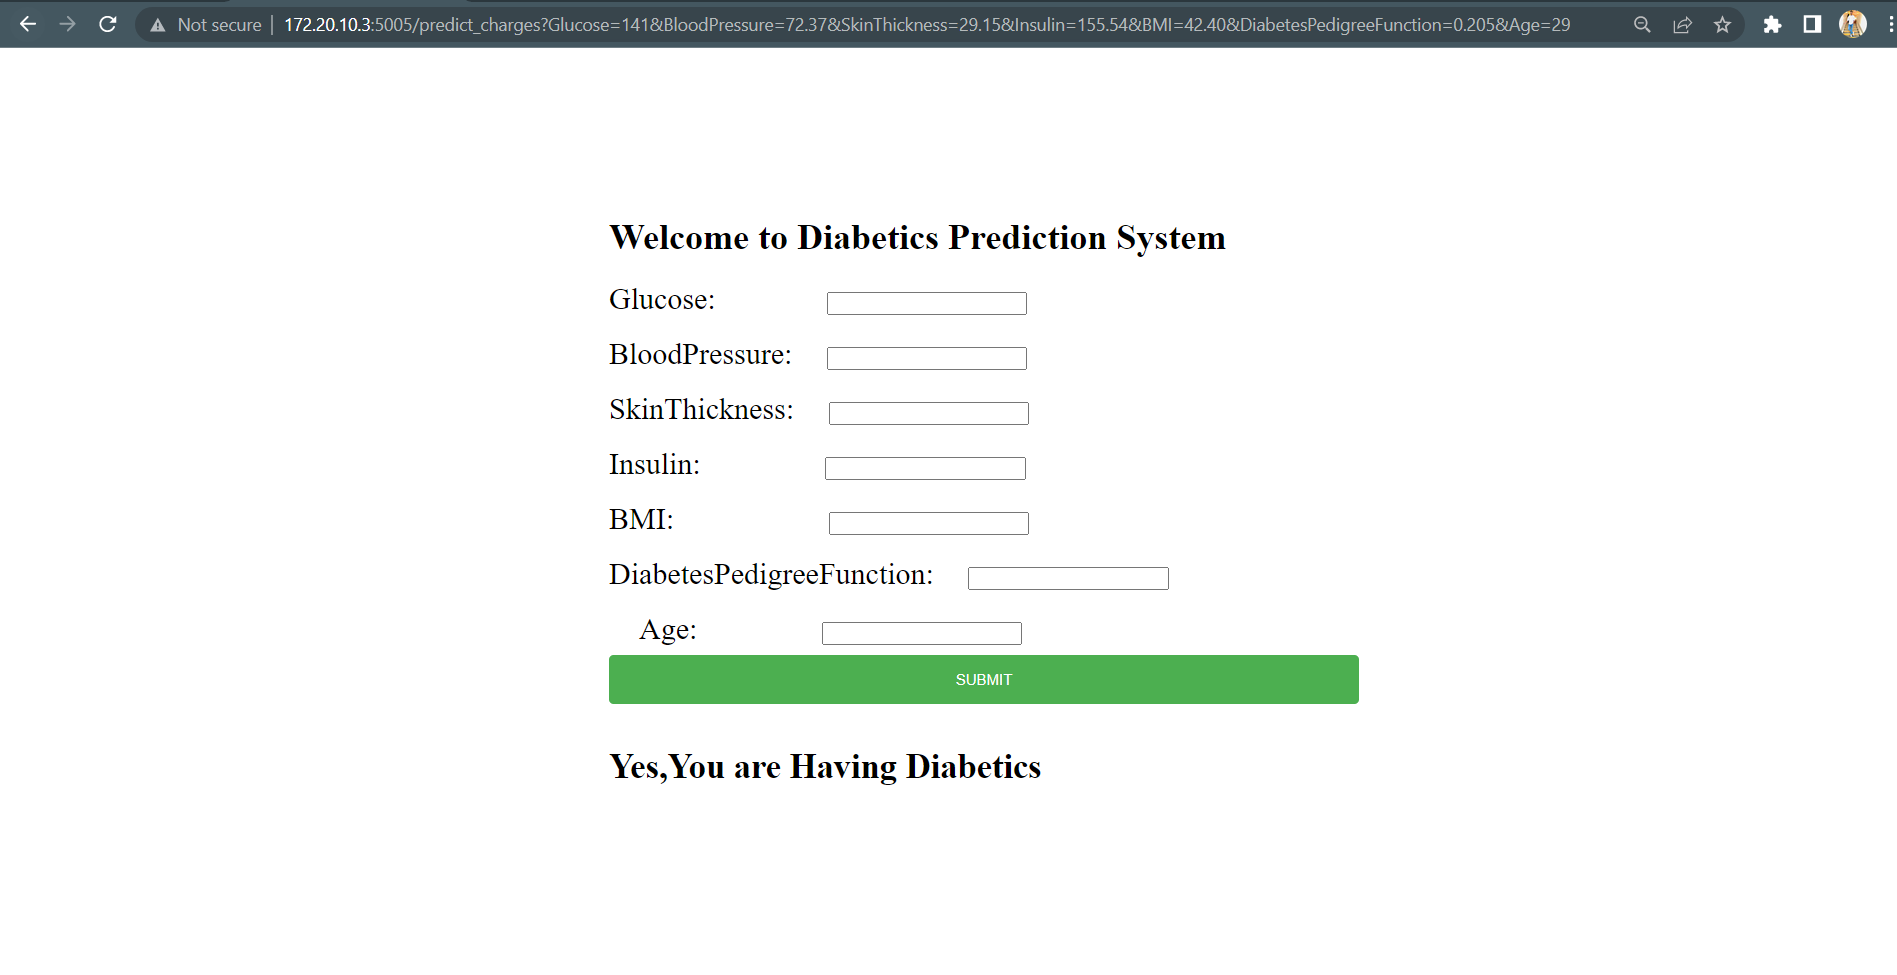 Not secure | 172.20.10.3:5005/predict_charges?Glucose=141&BloodPressure=72.37&SkinThickness=29.15&Insulin=155.54&BMI=42.40&DiabetesPedigreeFunction=0.205&Age=29
Welcome to Diabetics Prediction System
Glucose:
BloodPressure:
SkinThickness:
Insulin:
BMI:
DiabetesPedigreeFunction:
Age:
SUBMIT
Yes,You are Having Diabetics